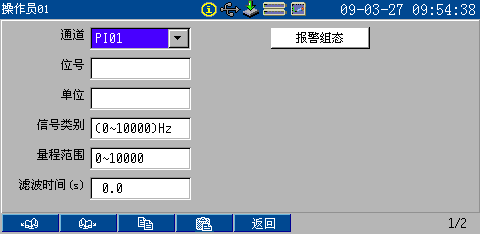 操作员01 09-03-27 09:54:38
通道 PI01 报警组态
位号
单位
信号类别 (0~10000)Hz
量程范围 0~10000
滤波时间(s) 0.0
返回 1/2